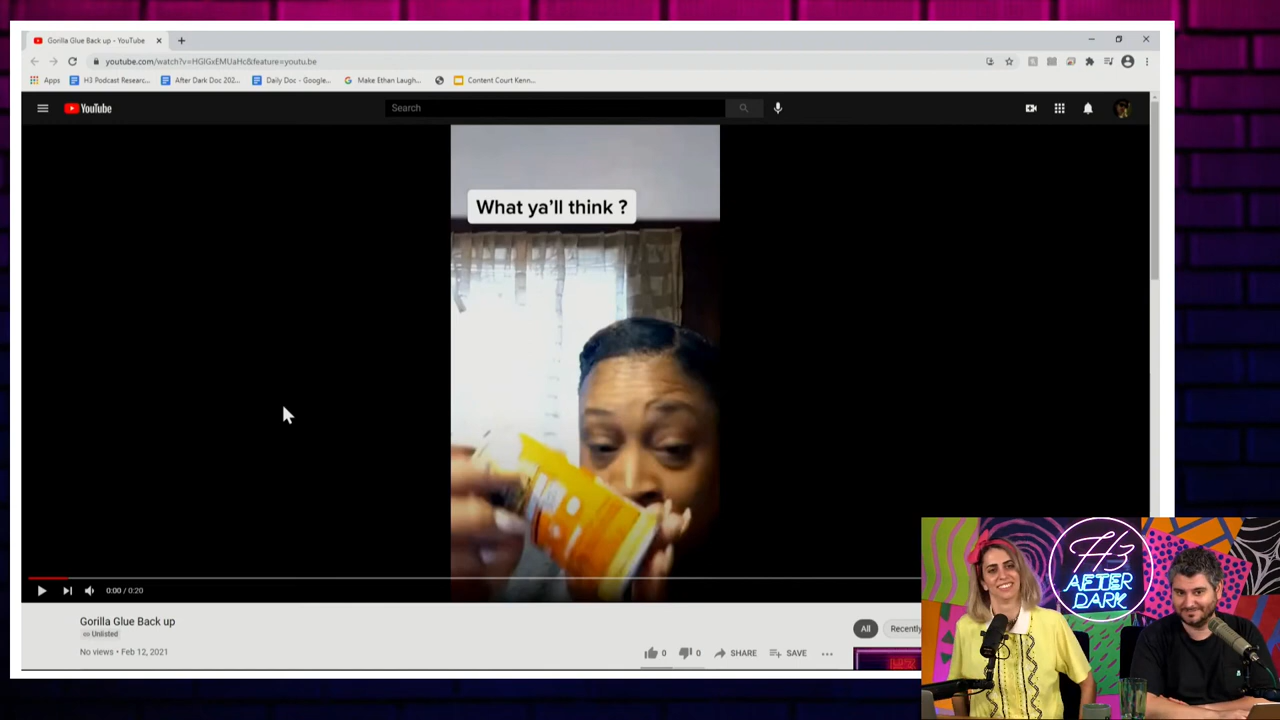 Gorilla Glue Back up - YouTube
youtube.com/watch?v=HGlGxEMUaHc&feature=youtu.be
Apps
H3 Podcast Researc...
After Dark Doc 202...
Daily Doc - Google...
Make Ethan Laugh...
Content Court Kenn...
YouTube
Search
What ya'll think ?
0:00 / 0:20
Gorilla Glue Back up
Unlisted
No views • Feb 12, 2021
0
0
SHARE
SAVE
All
Recently
H3
AFTER
DARK